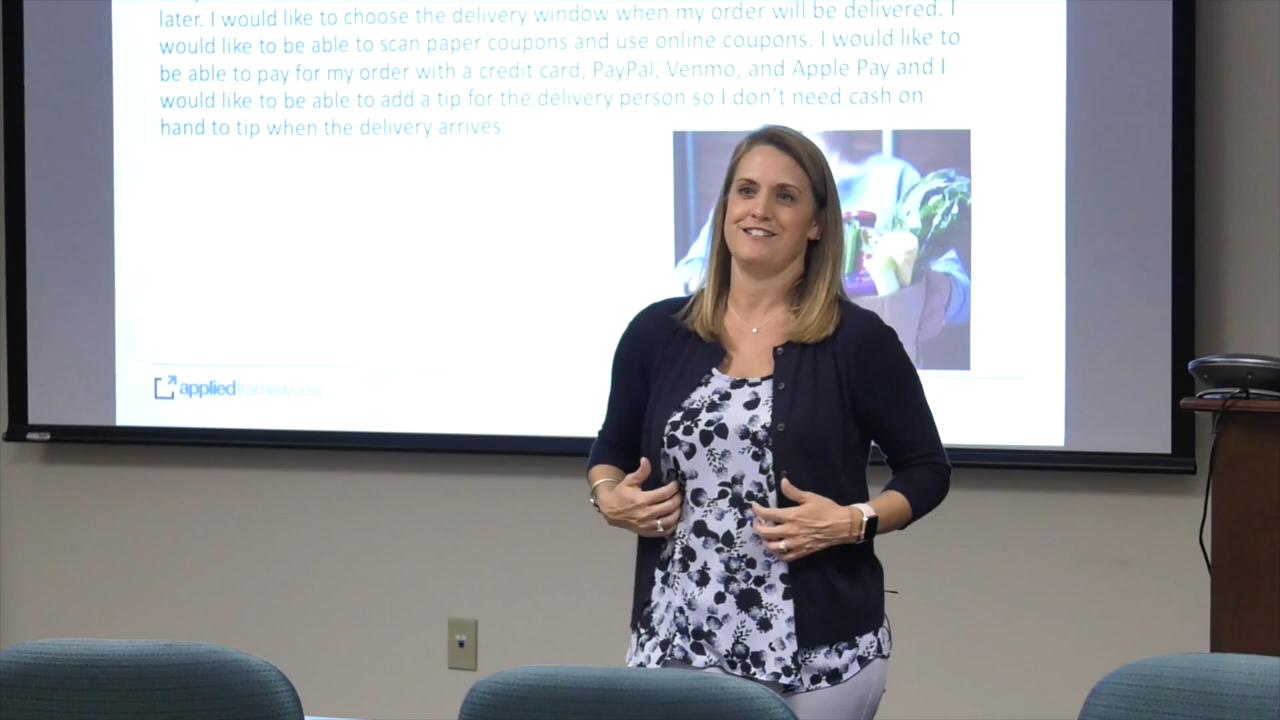 later. I would like to choose the delivery window when my order will be delivered. I
would like to be able to scan paper coupons and use online coupons. I would like to
be able to pay for my order with a credit card, PayPal, Venmo, and Apple Pay and I
would like to be able to add a tip for the delivery person so I don't need cash on
hand to tip when the delivery arrives.
appliedframeworks